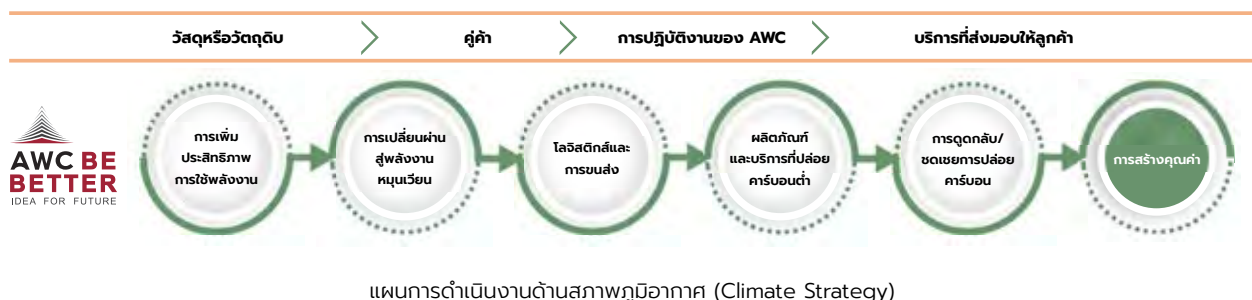 วัสดุหรือวัตถุดิบ
คู่ค้า
การปฏิบัติงานของ AWC
บริการที่ส่งมอบให้ลูกค้า
AWC BE
BETTER
IDEA FOR FUTURE
การเพิ่ม
ประสิทธิภาพ
การใช้พลังงาน
การเปลี่ยนผ่าน
สู่พลังงาน
หมุนเวียน
โลจิสติกส์และ
การขนส่ง
ผลิตภัณฑ์
และบริการที่ปล่อย
คาร์บอนต่ำ
การดูดกลับ/
ชดเชยการปล่อย
คาร์บอน
การสร้างคุณค่า
แผนการดำเนินงานด้านสภาพภูมิอากาศ (Climate Strategy)